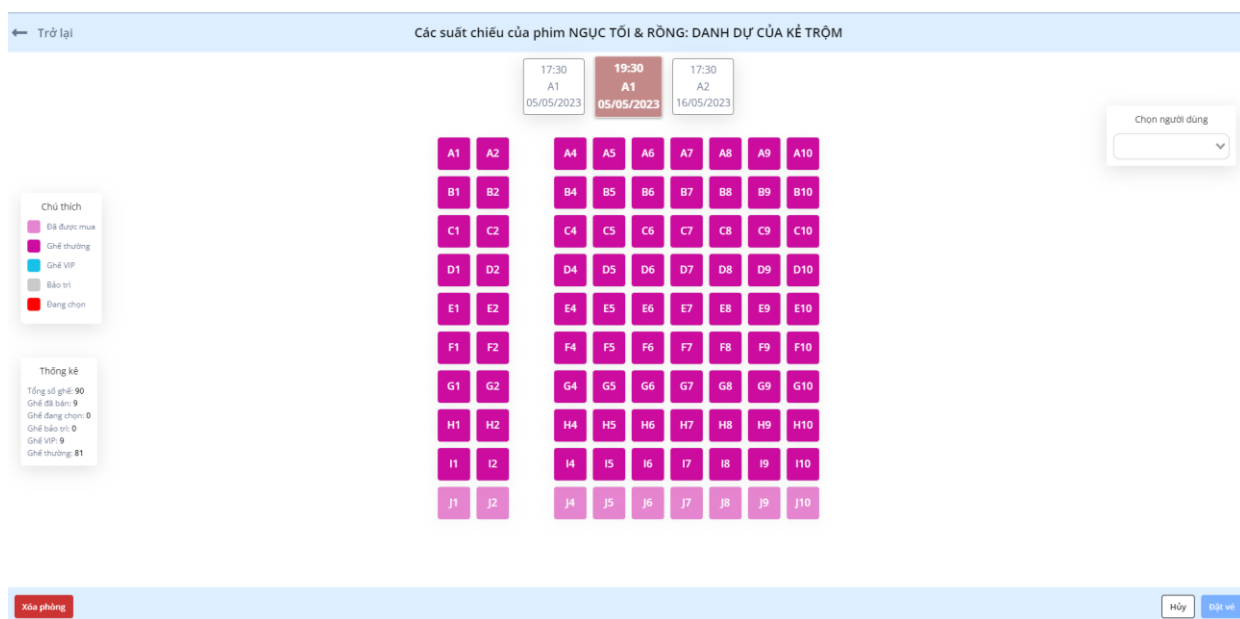 Trở lại
Các suất chiếu của phim NGỤC TỐI & RỒNG: DANH DỰ CỦA KẺ TRỘM
17:30 19:30 17:30
A1 A1 A2
05/05/2023 05/05/2023 16/05/2023
Chọn người dùng
A1 A2 A4 A5 A6 A7 A8 A9 A10
B1 B2 B4 B5 B6 B7 B8 B9 B10
C1 C2 C4 C5 C6 C7 C8 C9 C10
D1 D2 D4 D5 D6 D7 D8 D9 D10
E1 E2 E4 E5 E6 E7 E8 E9 E10
F1 F2 F4 F5 F6 F7 F8 F9 F10
G1 G2 G4 G5 G6 G7 G8 G9 G10
H1 H2 H4 H5 H6 H7 H8 H9 H10
I1 I2 I4 I5 I6 I7 I8 I9 I10
J1 J2 J4 J5 J6 J7 J8 J9 J10
Chú thích
Đã được mua
Ghế thường
Ghế VIP
Bảo trì
Đang chọn
Thống kê
Tổng số ghế: 90
Ghế đã bán: 9
Ghế đang chọn: 0
Ghế bảo trì: 0
Ghế VIP: 9
Ghế thường: 81
Xóa phòng
Hủy
Đặt vé